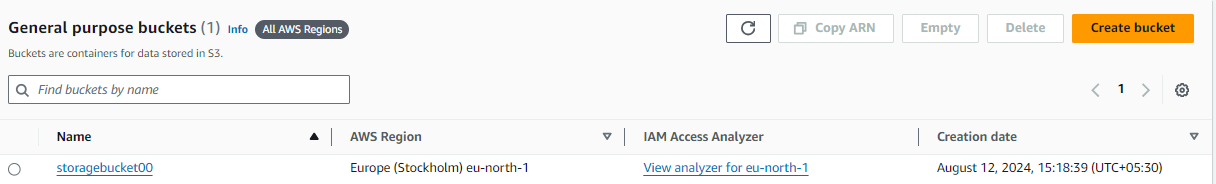 General purpose buckets (1) Info All AWS Regions
Copy ARN Empty Delete Create bucket
Buckets are containers for data stored in S3.
Find buckets by name
1
Name AWS Region IAM Access Analyzer Creation date
storagebucket00 Europe (Stockholm) eu-north-1 View analyzer for eu-north-1 August 12, 2024, 15:18:39 (UTC+05:30)